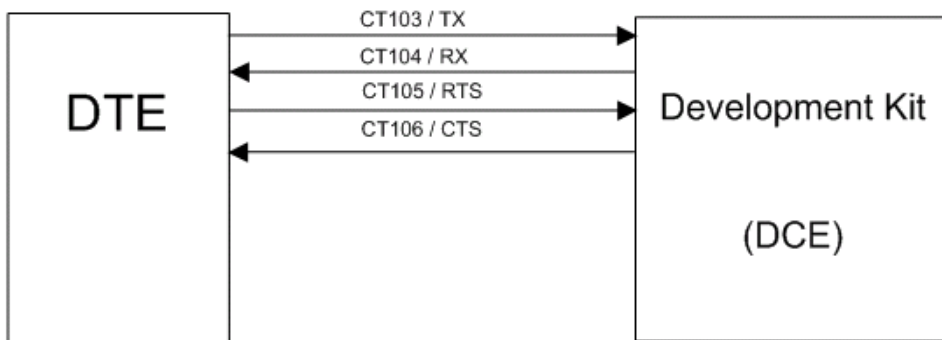 CT103 / TX
CT104 / RX
CT105 / RTS
CT106 / CTS
DTE
Development Kit
(DCE)